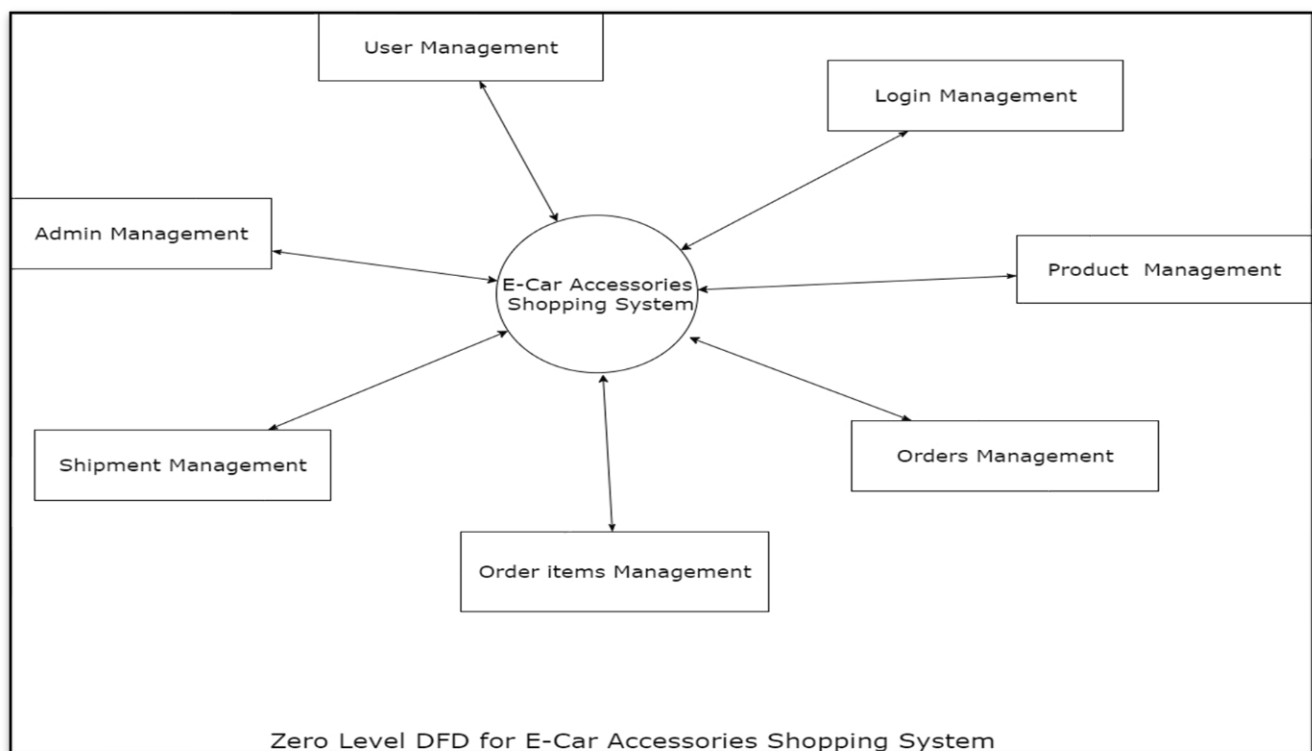 User Management
Login Management
Admin Management
Product Management
E-Car Accessories
Shopping System
Shipment Management
Orders Management
Order items Management
Zero Level DFD for E-Car Accessories Shopping System